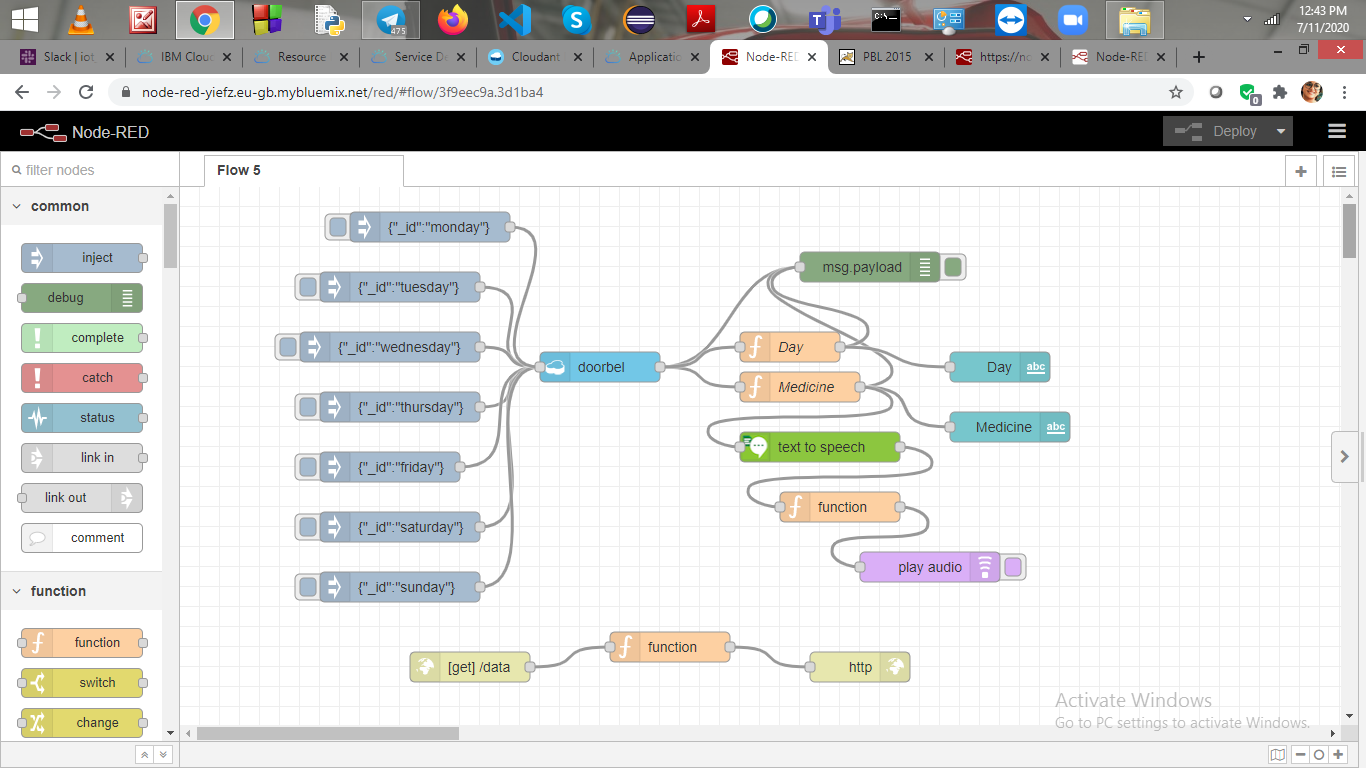 475
12:43 PM
7/11/2020
Slack | iot
IBM Clou
Resource
Service De
Cloudant
Applicatio
Node-RED
PBL 2015
https://no
Node-RED
node-red-yiefz.eu-gb.mybluemix.net/red/#flow/3f9eec9a.3d1ba4
0
Node-RED
Deploy
filter nodes
Flow 5
common
inject
debug
complete
catch
status
link in
link out
comment
function
function
switch
change
{"_id":"monday"}
{"_id":"tuesday"}
{"_id":"wednesday"}
{"_id":"thursday"}
{"_id":"friday"}
{"_id":"saturday"}
{"_id":"sunday"}
doorbel
msg.payload
Day
Medicine
Day
abc
Medicine
abc
text to speech
function
play audio
[get] /data
function
http
Activate Windows
Go to PC settings to activate Windows.